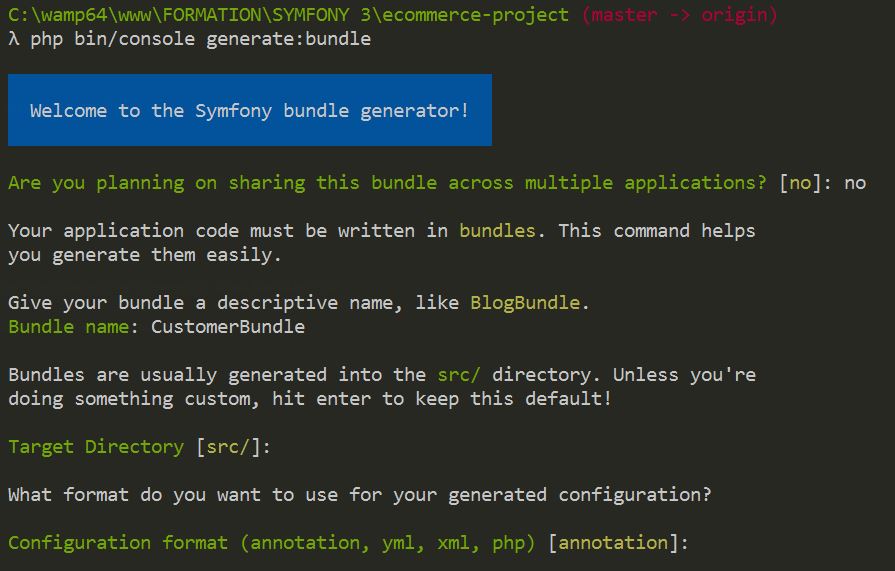 C:\wamp64\www\FORMATION\SYMFONY 3\ecommerce-project (master -> origin)
λ php bin/console generate:bundle
Welcome to the Symfony bundle generator!
Are you planning on sharing this bundle across multiple applications? [no]: no
Your application code must be written in bundles. This command helps
you generate them easily.
Give your bundle a descriptive name, like BlogBundle.
Bundle name: CustomerBundle
Bundles are usually generated into the src/ directory. Unless you're
doing something custom, hit enter to keep this default!
Target Directory [src/]:
What format do you want to use for your generated configuration?
Configuration format (annotation, yml, xml, php) [annotation]: